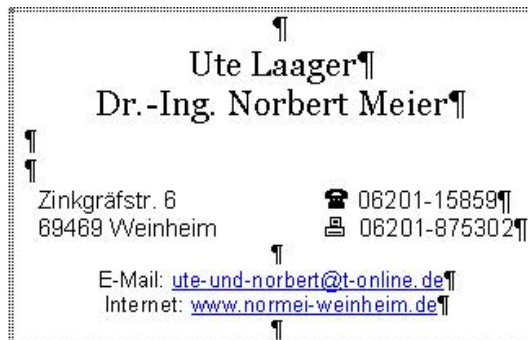 ¶
Ute Laager¶
Dr.-Ing. Norbert Meier¶
¶
¶
Zinkgräfstr. 6 ☎ 06201-15859¶
69469 Weinheim 🖷 06201-875302¶
¶
E-Mail: ute-und-norbert@t-online.de¶
Internet: www.normei-weinheim.de¶
¶